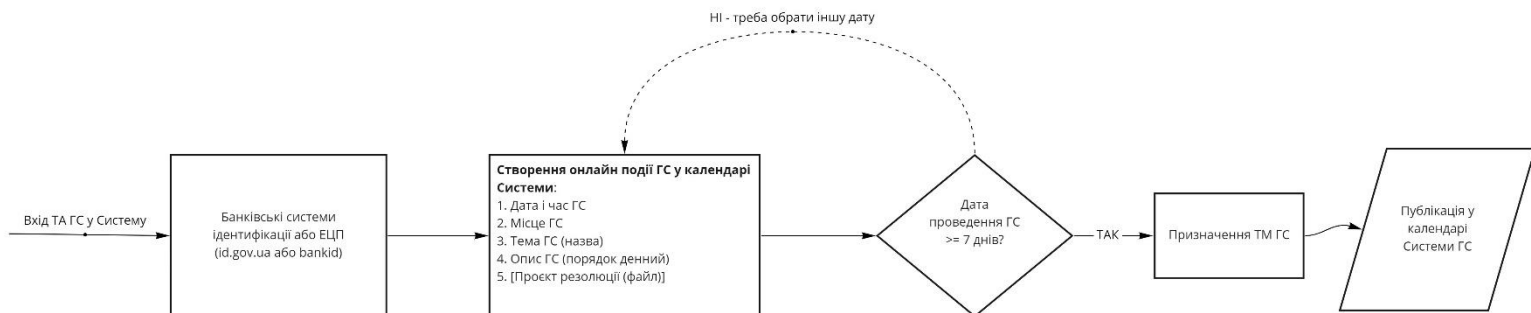 НІ - треба обрати іншу дату
Вхід ТА ГС у Систему
Банківські системи
ідентифікації або ЕЦП
(id.gov.ua або bankid)
Створення онлайн події ГС у календарі
Системи:
1. Дата і час ГС
2. Місце ГС
3. Тема ГС (назва)
4. Опис ГС (порядок денний)
5. [Проєкт резолюції (файл)]
Дата
проведення ГС
>= 7 днів?
ТАК
Призначення ТМ ГС
Публікація у
календарі
Системи ГС